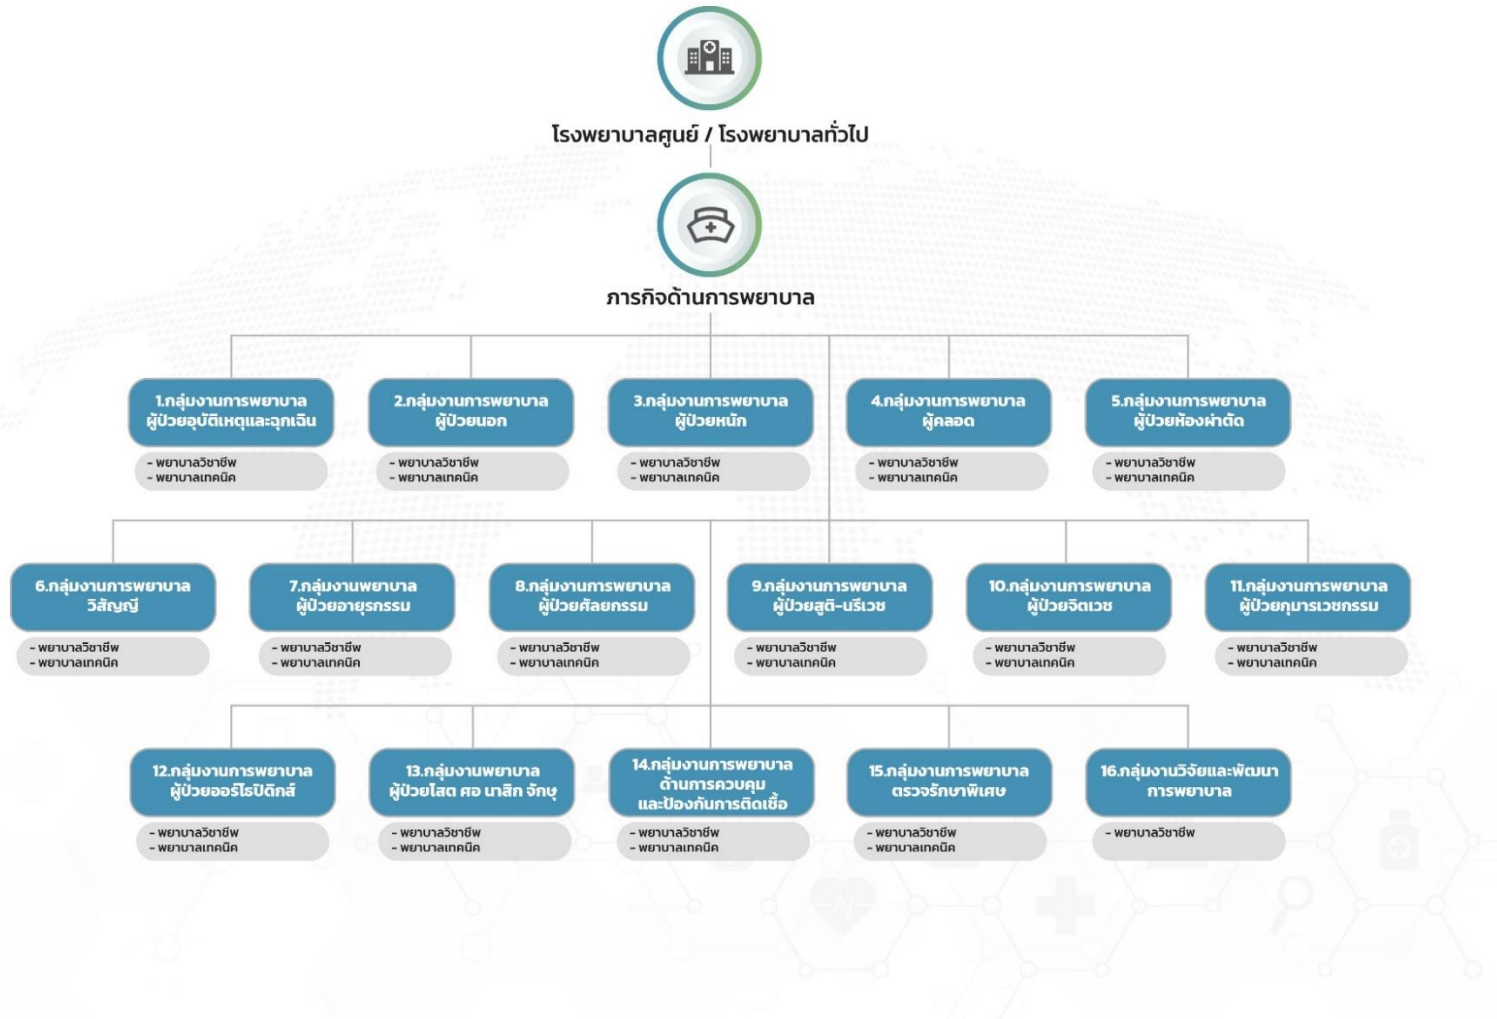 โรงพยาบาลศูนย์ / โรงพยาบาลทั่วไป
ภารกิจด้านการพยาบาล
1.กลุ่มงานการพยาบาล
ผู้ป่วยอุบัติเหตุและฉุกเฉิน
- พยาบาลวิชาชีพ
- พยาบาลเทคนิค
2.กลุ่มงานการพยาบาล
ผู้ป่วยนอก
- พยาบาลวิชาชีพ
- พยาบาลเทคนิค
3.กลุ่มงานการพยาบาล
ผู้ป่วยหนัก
- พยาบาลวิชาชีพ
- พยาบาลเทคนิค
4.กลุ่มงานการพยาบาล
ผู้คลอด
- พยาบาลวิชาชีพ
- พยาบาลเทคนิค
5.กลุ่มงานการพยาบาล
ผู้ป่วยห้องผ่าตัด
- พยาบาลวิชาชีพ
- พยาบาลเทคนิค
6.กลุ่มงานการพยาบาล
วิสัญญี
- พยาบาลวิชาชีพ
- พยาบาลเทคนิค
7.กลุ่มงานพยาบาล
ผู้ป่วยอายุรกรรม
- พยาบาลวิชาชีพ
- พยาบาลเทคนิค
8.กลุ่มงานการพยาบาล
ผู้ป่วยศัลยกรรม
- พยาบาลวิชาชีพ
- พยาบาลเทคนิค
9.กลุ่มงานการพยาบาล
ผู้ป่วยสูติ-นรีเวช
- พยาบาลวิชาชีพ
- พยาบาลเทคนิค
10.กลุ่มงานการพยาบาล
ผู้ป่วยจิตเวช
- พยาบาลวิชาชีพ
- พยาบาลเทคนิค
11.กลุ่มงานการพยาบาล
ผู้ป่วยกุมารเวชกรรม
- พยาบาลวิชาชีพ
- พยาบาลเทคนิค
12.กลุ่มงานการพยาบาล
ผู้ป่วยออร์โธปิดิกส์
- พยาบาลวิชาชีพ
- พยาบาลเทคนิค
13.กลุ่มงานพยาบาล
ผู้ป่วยโสต ศอ นาสิก จักษุ
- พยาบาลวิชาชีพ
- พยาบาลเทคนิค
14.กลุ่มงานการพยาบาล
ด้านการควบคุม
และป้องกันการติดเชื้อ
- พยาบาลวิชาชีพ
- พยาบาลเทคนิค
15.กลุ่มงานการพยาบาล
ตรวจรักษาพิเศษ
- พยาบาลวิชาชีพ
- พยาบาลเทคนิค
16.กลุ่มงานวิจัยและพัฒนา
การพยาบาล
- พยาบาลวิชาชีพ